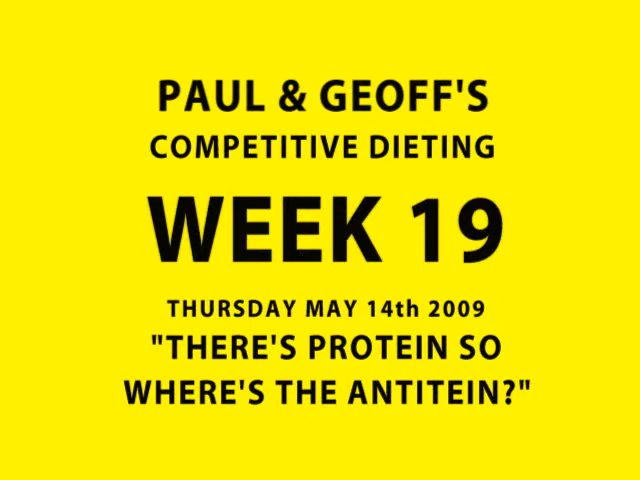 PAUL & GEOFF'S
COMPETITIVE DIETING
WEEK 19
THURSDAY MAY 14th 2009
"THERE'S PROTEIN SO
WHERE'S THE ANTITEIN?"